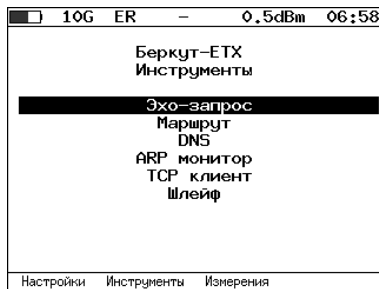 10G ER – 0.5dBm 06:58
Беркут-ETX
Инструменты
Эхо-запрос
Маршрут
DNS
ARP монитор
TCP клиент
Шлейф
Настройки Инструменты Измерения